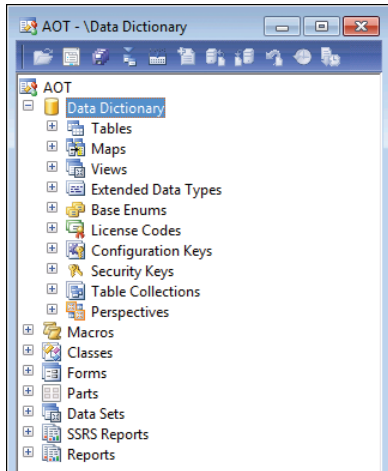 AOT - \Data Dictionary
AOT
Data Dictionary
Tables
Maps
Views
Extended Data Types
Base Enums
License Codes
Configuration Keys
Security Keys
Table Collections
Perspectives
Macros
Classes
Forms
Parts
Data Sets
SSRS Reports
Reports